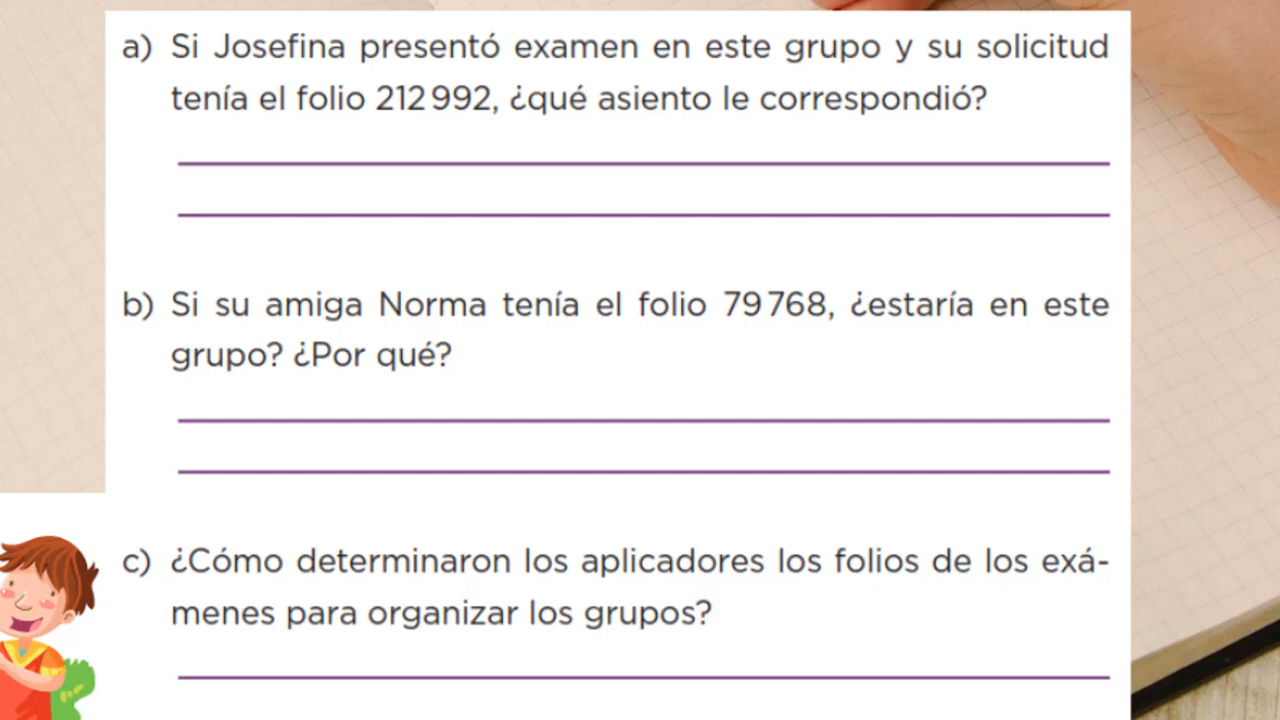 a) Si Josefina presentó examen en este grupo y su solicitud
tenía el folio 212 992, ¿qué asiento le correspondió?
b) Si su amiga Norma tenía el folio 79 768, ¿estaría en este
grupo? ¿Por qué?
c) ¿Cómo determinaron los aplicadores los folios de los exá-
menes para organizar los grupos?